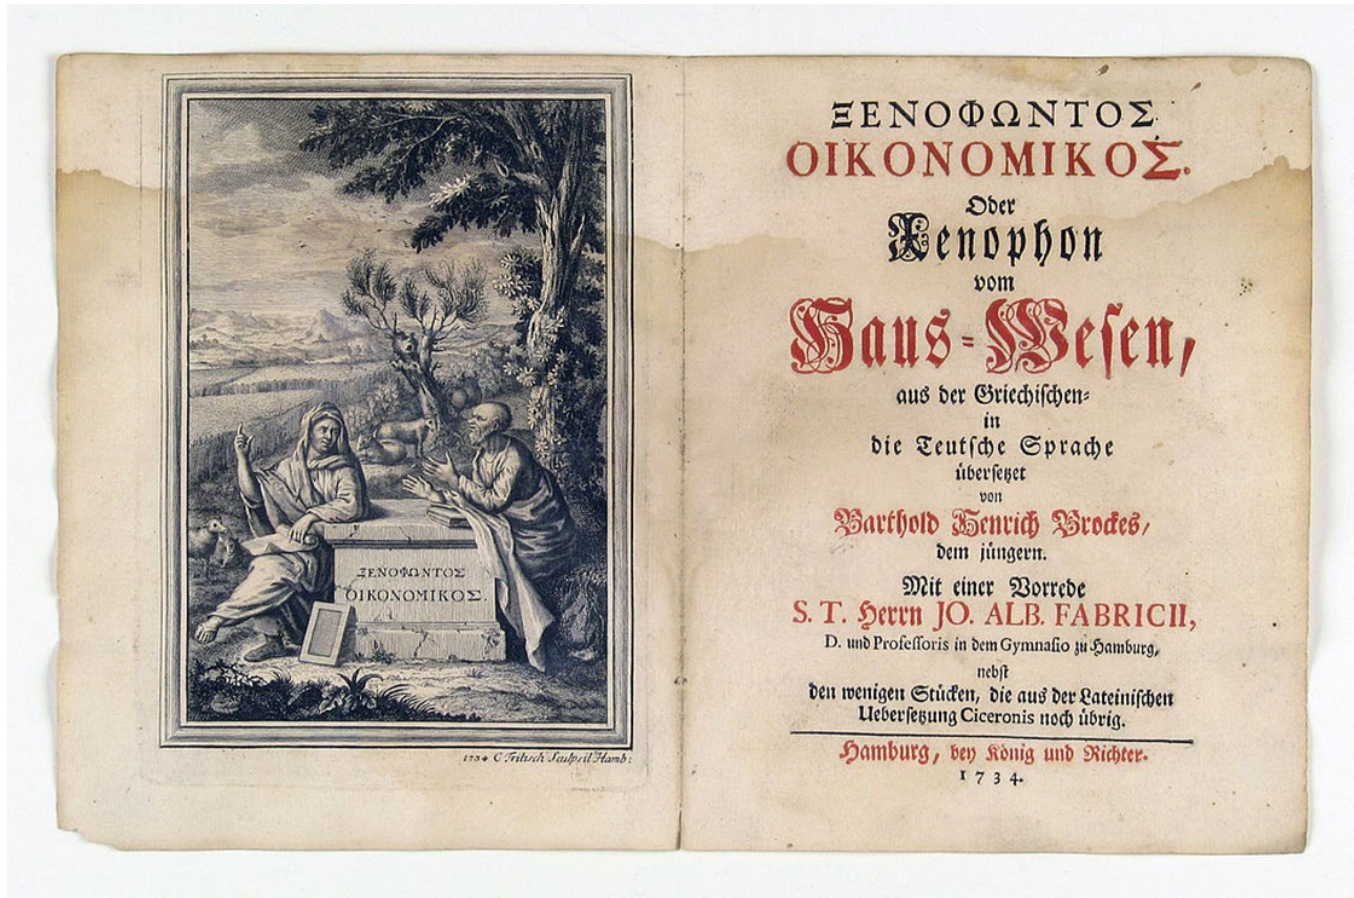 ΞΕΝΟΦΩΝΤΟΣ
ΟΙΚΟΝΟΜΙΚΟΣ.
1734 C Fritzsch Sculpsit Hamb:
ΞΕΝΟΦΩΝΤΟΣ
ΟΙΚΟΝΟΜΙΚΟΣ.
Oder
Xenophon
vom
Haus-Weſen,
aus der Griechiſchen-
in
die Teutſche Sprache
überſetzet
von
Barthold Henrich Brockes/
dem jüngern.
Mit einer Vorrede
S. T. Herrn JO. ALB. FABRICII,
D. und Profeſſoris in dem Gymnaſio zu Hamburg,
nebſt
den wenigen Stücken, die aus der Lateiniſchen
Ueberſetzung Ciceronis noch übrig.
Hamburg, bey König und Richter.
1734.